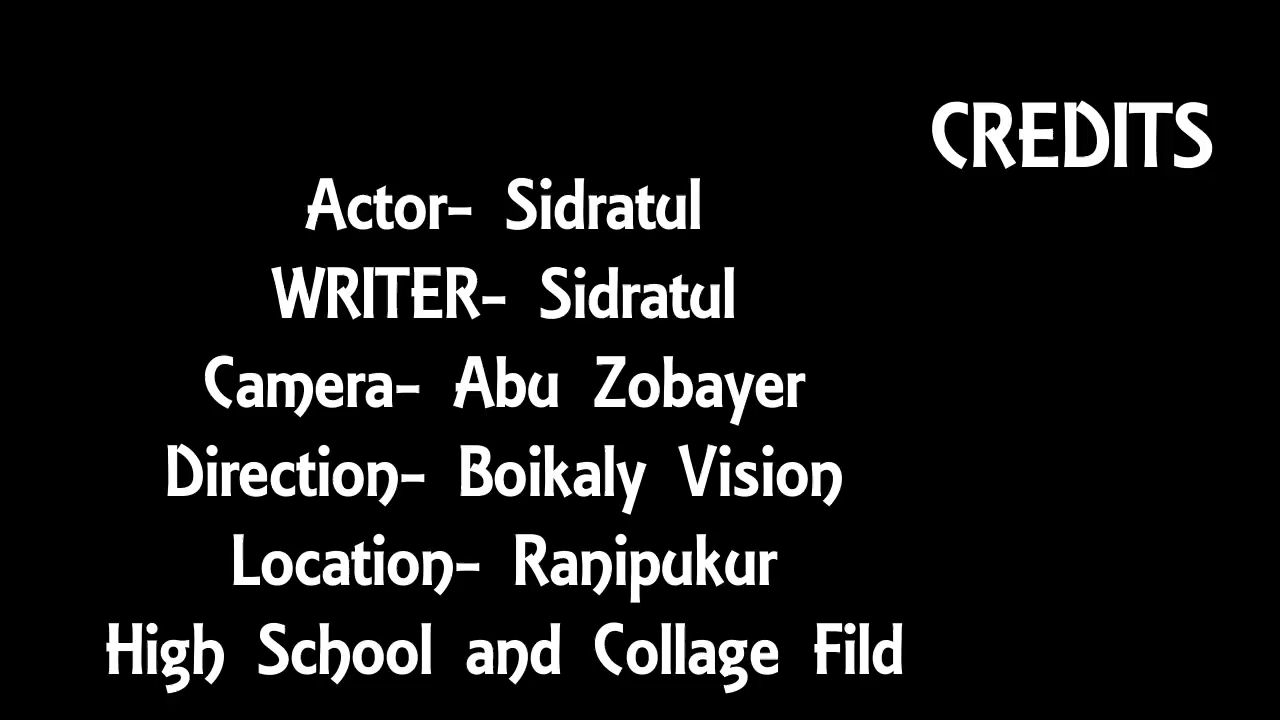 CREDITS
Actor- Sidratul
WRITER- Sidratul
Camera- Abu Zobayer
Direction- Boikaly Vision
Location- Ranipukur
High School and Collage Fild